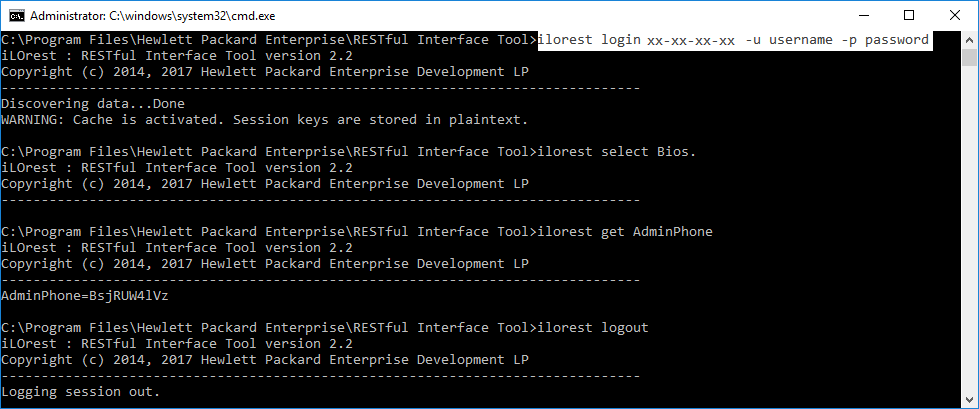 Administrator: C:\windows\system32\cmd.exe
C:\Program Files\Hewlett Packard Enterprise\RESTful Interface Tool>ilorest login xx-xx-xx-xx -u username -p password
iLOrest : RESTful Interface Tool version 2.2
Copyright (c) 2014, 2017 Hewlett Packard Enterprise Development LP
--------------------------------------------------------------------------------
Discovering data...Done
WARNING: Cache is activated. Session keys are stored in plaintext.
C:\Program Files\Hewlett Packard Enterprise\RESTful Interface Tool>ilorest select Bios.
iLOrest : RESTful Interface Tool version 2.2
Copyright (c) 2014, 2017 Hewlett Packard Enterprise Development LP
--------------------------------------------------------------------------------
C:\Program Files\Hewlett Packard Enterprise\RESTful Interface Tool>ilorest get AdminPhone
iLOrest : RESTful Interface Tool version 2.2
Copyright (c) 2014, 2017 Hewlett Packard Enterprise Development LP
--------------------------------------------------------------------------------
AdminPhone=BsjRUW4lVz
C:\Program Files\Hewlett Packard Enterprise\RESTful Interface Tool>ilorest logout
iLOrest : RESTful Interface Tool version 2.2
Copyright (c) 2014, 2017 Hewlett Packard Enterprise Development LP
--------------------------------------------------------------------------------
Logging session out.